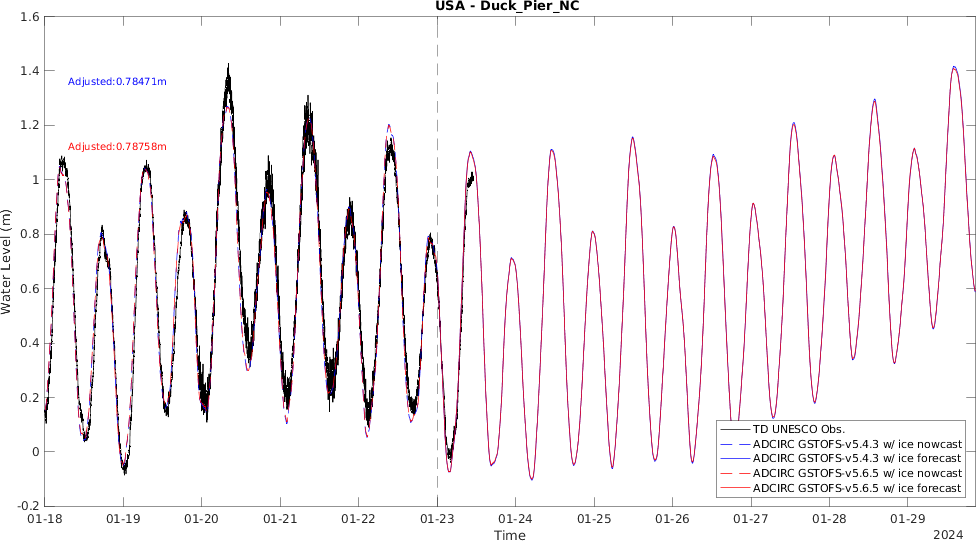 USA - Duck_Pier_NC
1.6
1.4
1.2
1
0.8
0.6
0.4
0.2
0
-0.2
Water Level (m)
Adjusted:0.78471m
Adjusted:0.78758m
TD UNESCO Obs.
ADCIRC GSTOFS-v5.4.3 w/ ice nowcast
ADCIRC GSTOFS-v5.4.3 w/ ice forecast
ADCIRC GSTOFS-v5.6.5 w/ ice nowcast
ADCIRC GSTOFS-v5.6.5 w/ ice forecast
01-18 01-19 01-20 01-21 01-22 01-23 01-24 01-25 01-26 01-27 01-28 01-29
Time
2024